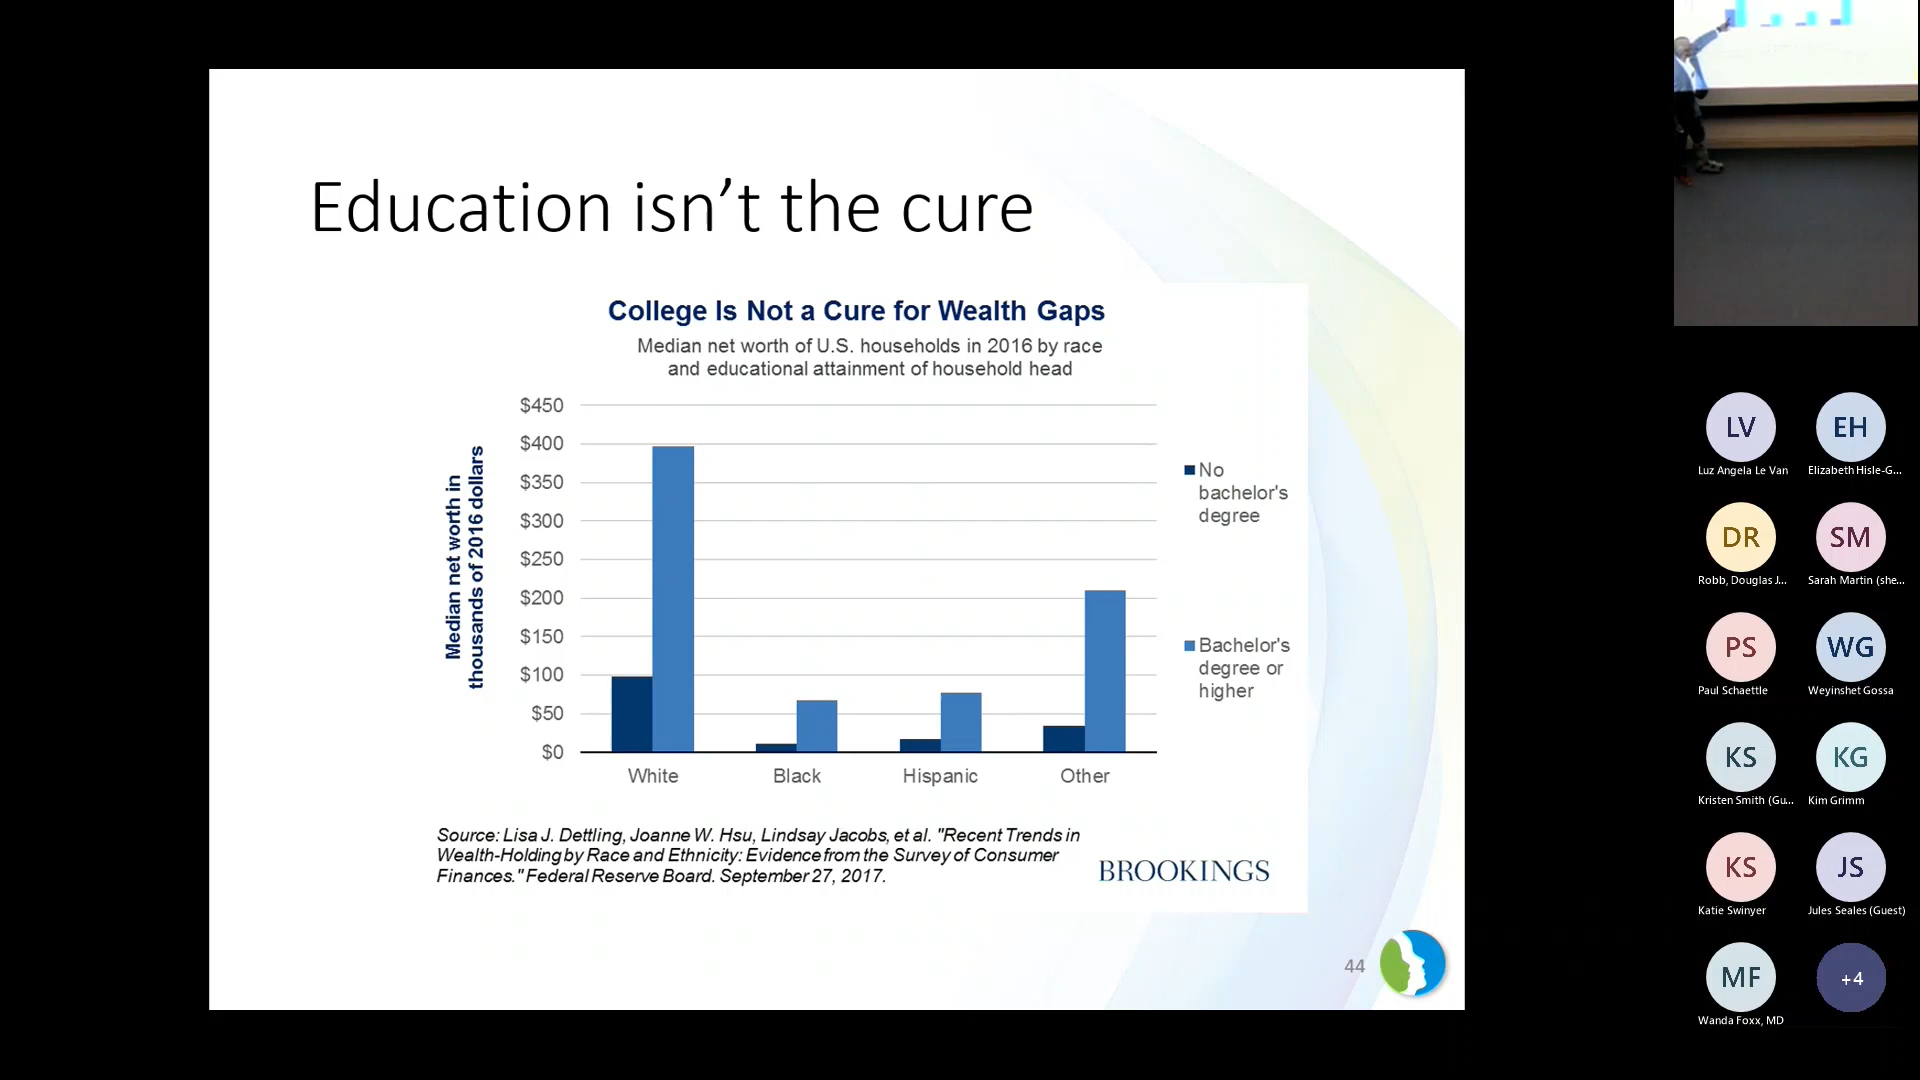 Education isn’t the cure
College Is Not a Cure for Wealth Gaps
Median net worth of U.S. households in 2016 by race
and educational attainment of household head
Median net worth in
thousands of 2016 dollars
$450
$400
$350
$300
$250
$200
$150
$100
$50
$0
White Black Hispanic Other
No
bachelor's
degree
Bachelor's
degree or
higher
Source: Lisa J. Dettling, Joanne W. Hsu, Lindsay Jacobs, et al. "Recent Trends in
Wealth-Holding by Race and Ethnicity: Evidence from the Survey of Consumer
Finances." Federal Reserve Board. September 27, 2017.
BROOKINGS
44
LV EH
Luz Angela Le Van Elizabeth Hisle-G...
DR SM
Robb, Douglas J... Sarah Martin (she...
PS WG
Paul Schaettle Weyinshet Gossa
KS KG
Kristen Smith (Gu... Kim Grimm
KS JS
Katie Swinyer Jules Seales (Guest)
MF +4
Wanda Foxx, MD